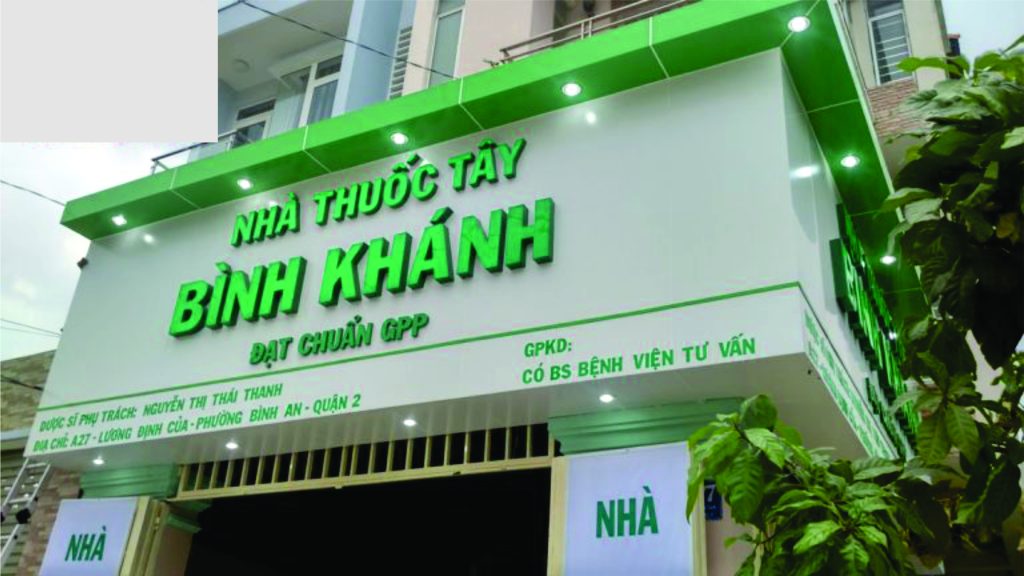 NHÀ THUỐC TÂY
BÌNH KHÁNH
ĐẠT CHUẨN GPP
DƯỢC SĨ PHỤ TRÁCH: NGUYỄN THỊ THÁI THANH
ĐỊA CHỈ: A27 - LƯƠNG ĐỊNH CỦA - PHƯỜNG BÌNH AN - QUẬN 2
GPKD:
CÓ BS BỆNH VIỆN TƯ VẤN
NHÀ
NHÀ
7